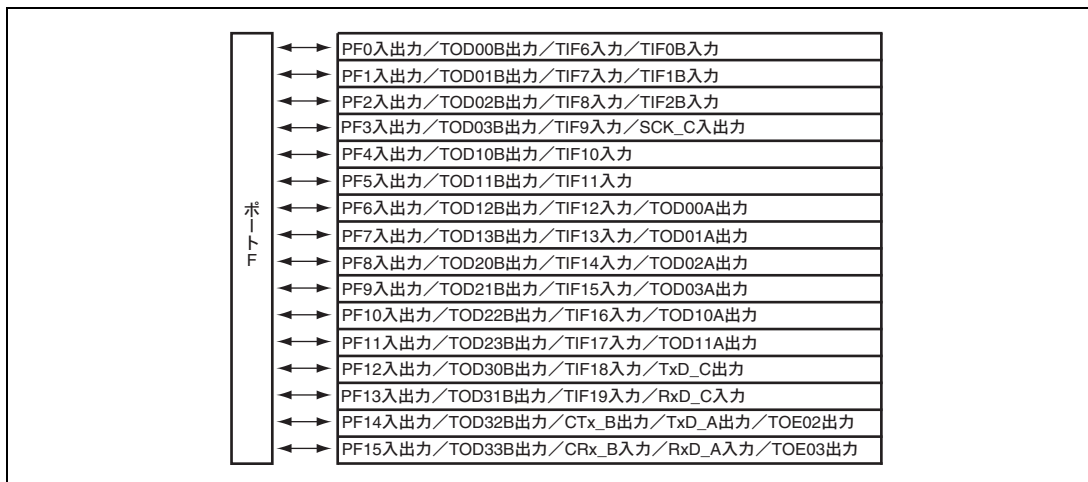 ポートF
PF0入出力／TOD00B出力／TIF6入力／TIF0B入力
PF1入出力／TOD01B出力／TIF7入力／TIF1B入力
PF2入出力／TOD02B出力／TIF8入力／TIF2B入力
PF3入出力／TOD03B出力／TIF9入力／SCK_C入出力
PF4入出力／TOD10B出力／TIF10入力
PF5入出力／TOD11B出力／TIF11入力
PF6入出力／TOD12B出力／TIF12入力／TOD00A出力
PF7入出力／TOD13B出力／TIF13入力／TOD01A出力
PF8入出力／TOD20B出力／TIF14入力／TOD02A出力
PF9入出力／TOD21B出力／TIF15入力／TOD03A出力
PF10入出力／TOD22B出力／TIF16入力／TOD10A出力
PF11入出力／TOD23B出力／TIF17入力／TOD11A出力
PF12入出力／TOD30B出力／TIF18入力／TxD_C出力
PF13入出力／TOD31B出力／TIF19入力／RxD_C入力
PF14入出力／TOD32B出力／CTx_B出力／TxD_A出力／TOE02出力
PF15入出力／TOD33B出力／CRx_B入力／RxD_A入力／TOE03出力